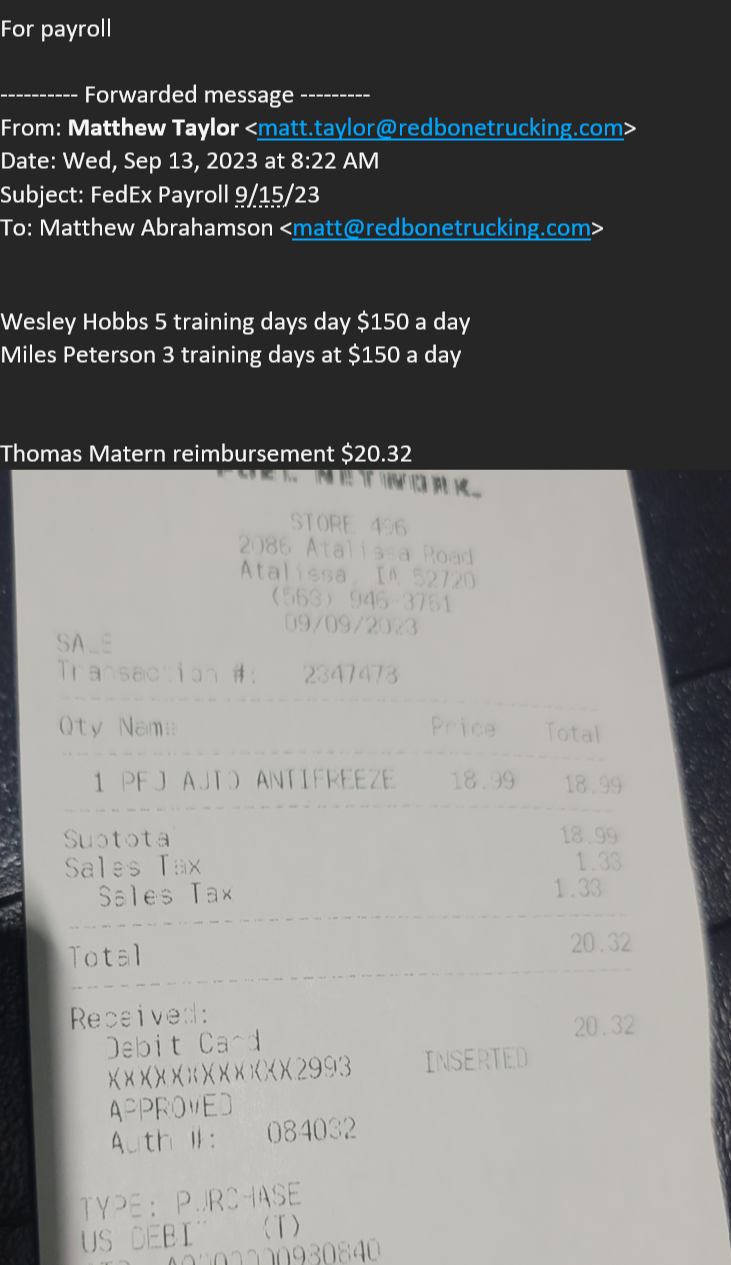 For payroll
---------- Forwarded message ---------
From: Matthew Taylor <matt.taylor@redbonetrucking.com>
Date: Wed, Sep 13, 2023 at 8:22 AM
Subject: FedEx Payroll 9/15/23
To: Matthew Abrahamson <matt@redbonetrucking.com>
Wesley Hobbs 5 training days day $150 a day
Miles Peterson 3 training days at $150 a day
Thomas Matern reimbursement $20.32
FUEL NETWORK.
STORE 496
2086 Atalissa Road
Atalissa, IA 52720
(563) 946-3761
09/09/2023
SALE
Transaction #: 2347473
Qty Name Price Total
1 PFJ AUTO ANTIFREEZE 18.99 18.99
Subtota 18.99
Sales Tax 1.33
Sales Tax 1.33
Total 20.32
Received: 20.32
Debit Card
XXXXXXXXXXXX2993 INSERTED
APPROVED
Auth #: 084032
TYPE: PURCHASE
US DEBIT (T)